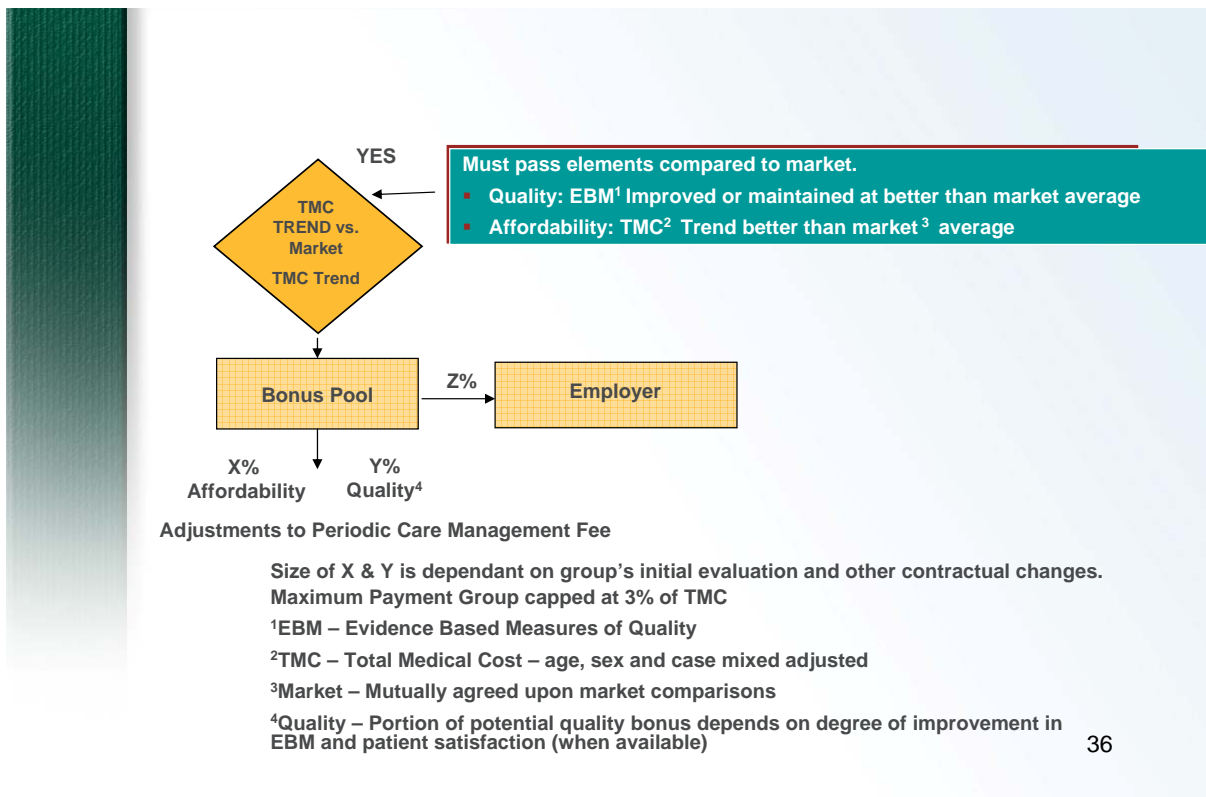 YES
Must pass elements compared to market.
▪ Quality: EBM¹ Improved or maintained at better than market average
▪ Affordability: TMC² Trend better than market ³ average
TMC
TREND vs.
Market
TMC Trend
Bonus Pool
Z%
Employer
X%
Affordability
Y%
Quality⁴
Adjustments to Periodic Care Management Fee
Size of X & Y is dependant on group's initial evaluation and other contractual changes.
Maximum Payment Group capped at 3% of TMC
¹EBM – Evidence Based Measures of Quality
²TMC – Total Medical Cost – age, sex and case mixed adjusted
³Market – Mutually agreed upon market comparisons
⁴Quality – Portion of potential quality bonus depends on degree of improvement in
EBM and patient satisfaction (when available)
36